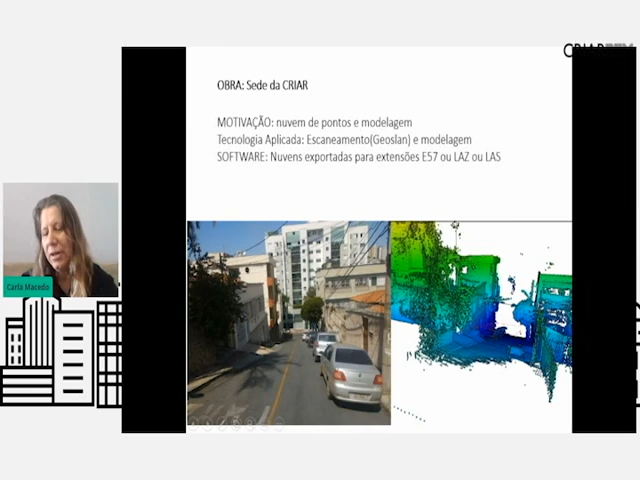 OBRA: Sede da CRIAR
MOTIVAÇÃO: nuvem de pontos e modelagem
Tecnologia Aplicada: Escaneamento(Geoslan) e modelagem
SOFTWARE: Nuvens exportadas para extensões E57 ou LAZ ou LAS
Carla Macedo